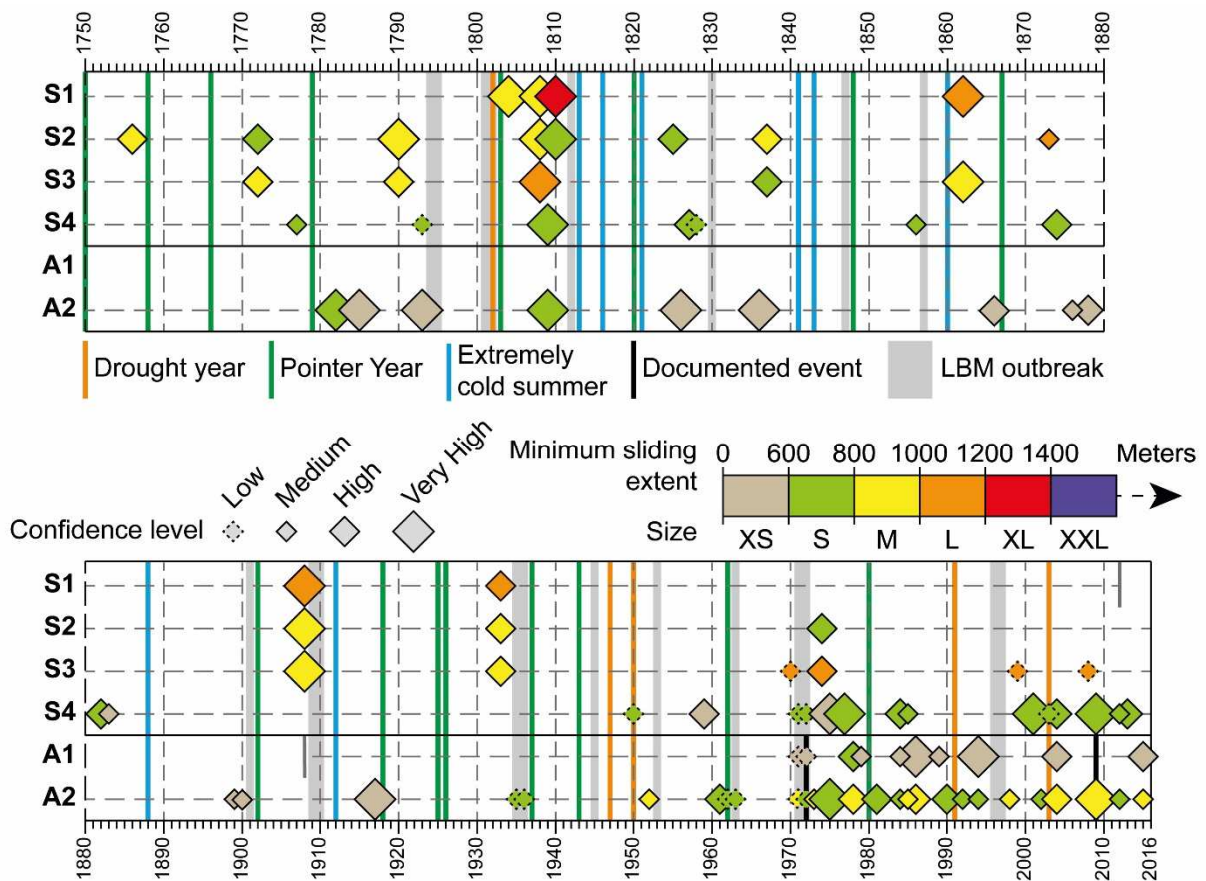 1750 1760 1770 1780 1790 1800 1810 1820 1830 1840 1850 1860 1870 1880
S1
S2
S3
S4
A1
A2
Drought year Pointer Year Extremely cold summer Documented event LBM outbreak
Low Medium High Very High
Confidence level
Minimum sliding extent
0 600 800 1000 1200 1400 Meters
Size XS S M L XL XXL
S1
S2
S3
S4
A1
A2
1880 1890 1900 1910 1920 1930 1940 1950 1960 1970 1980 1990 2000 2010 2016